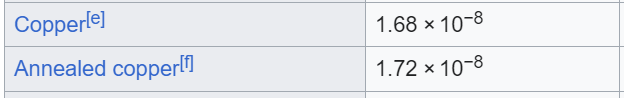 Copper[e] 1.68 × 10−8
Annealed copper[f] 1.72 × 10−8